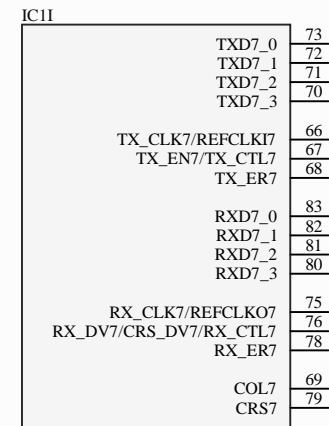 IC1I
TXD7_0 73
TXD7_1 72
TXD7_2 71
TXD7_3 70
TX_CLK7/REFCLKI7 66
TX_EN7/TX_CTL7 67
TX_ER7 68
RXD7_0 83
RXD7_1 82
RXD7_2 81
RXD7_3 80
RX_CLK7/REFCLKO7 75
RX_DV7/CRS_DV7/RX_CTL7 76
RX_ER7 78
COL7 69
CRS7 79